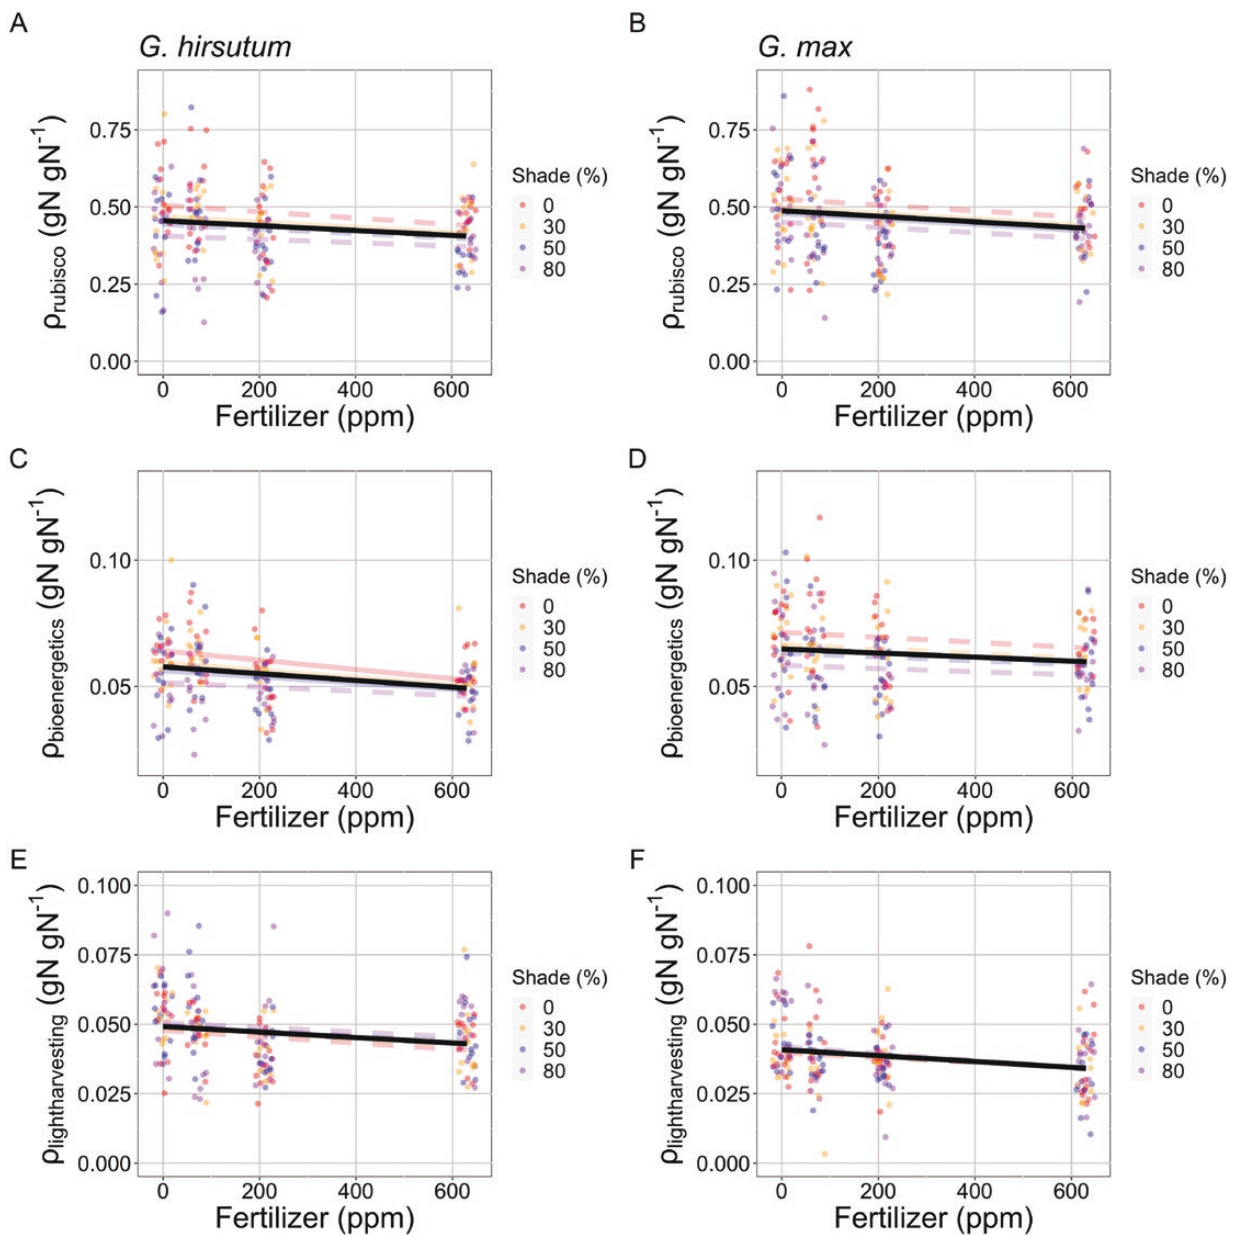 A
G. hirsutum
ρrubisco (gN gN⁻¹)
0.75
0.50
0.25
0.00
0 200 400 600
Fertilizer (ppm)
Shade (%)
0
30
50
80
B
G. max
ρrubisco (gN gN⁻¹)
0.75
0.50
0.25
0.00
0 200 400 600
Fertilizer (ppm)
Shade (%)
0
30
50
80
C
ρbioenergetics (gN gN⁻¹)
0.10
0.05
0 200 400 600
Fertilizer (ppm)
Shade (%)
0
30
50
80
D
ρbioenergetics (gN gN⁻¹)
0.10
0.05
0 200 400 600
Fertilizer (ppm)
Shade (%)
0
30
50
80
E
ρlightharvesting (gN gN⁻¹)
0.100
0.075
0.050
0.025
0.000
0 200 400 600
Fertilizer (ppm)
Shade (%)
0
30
50
80
F
ρlightharvesting (gN gN⁻¹)
0.100
0.075
0.050
0.025
0.000
0 200 400 600
Fertilizer (ppm)
Shade (%)
0
30
50
80